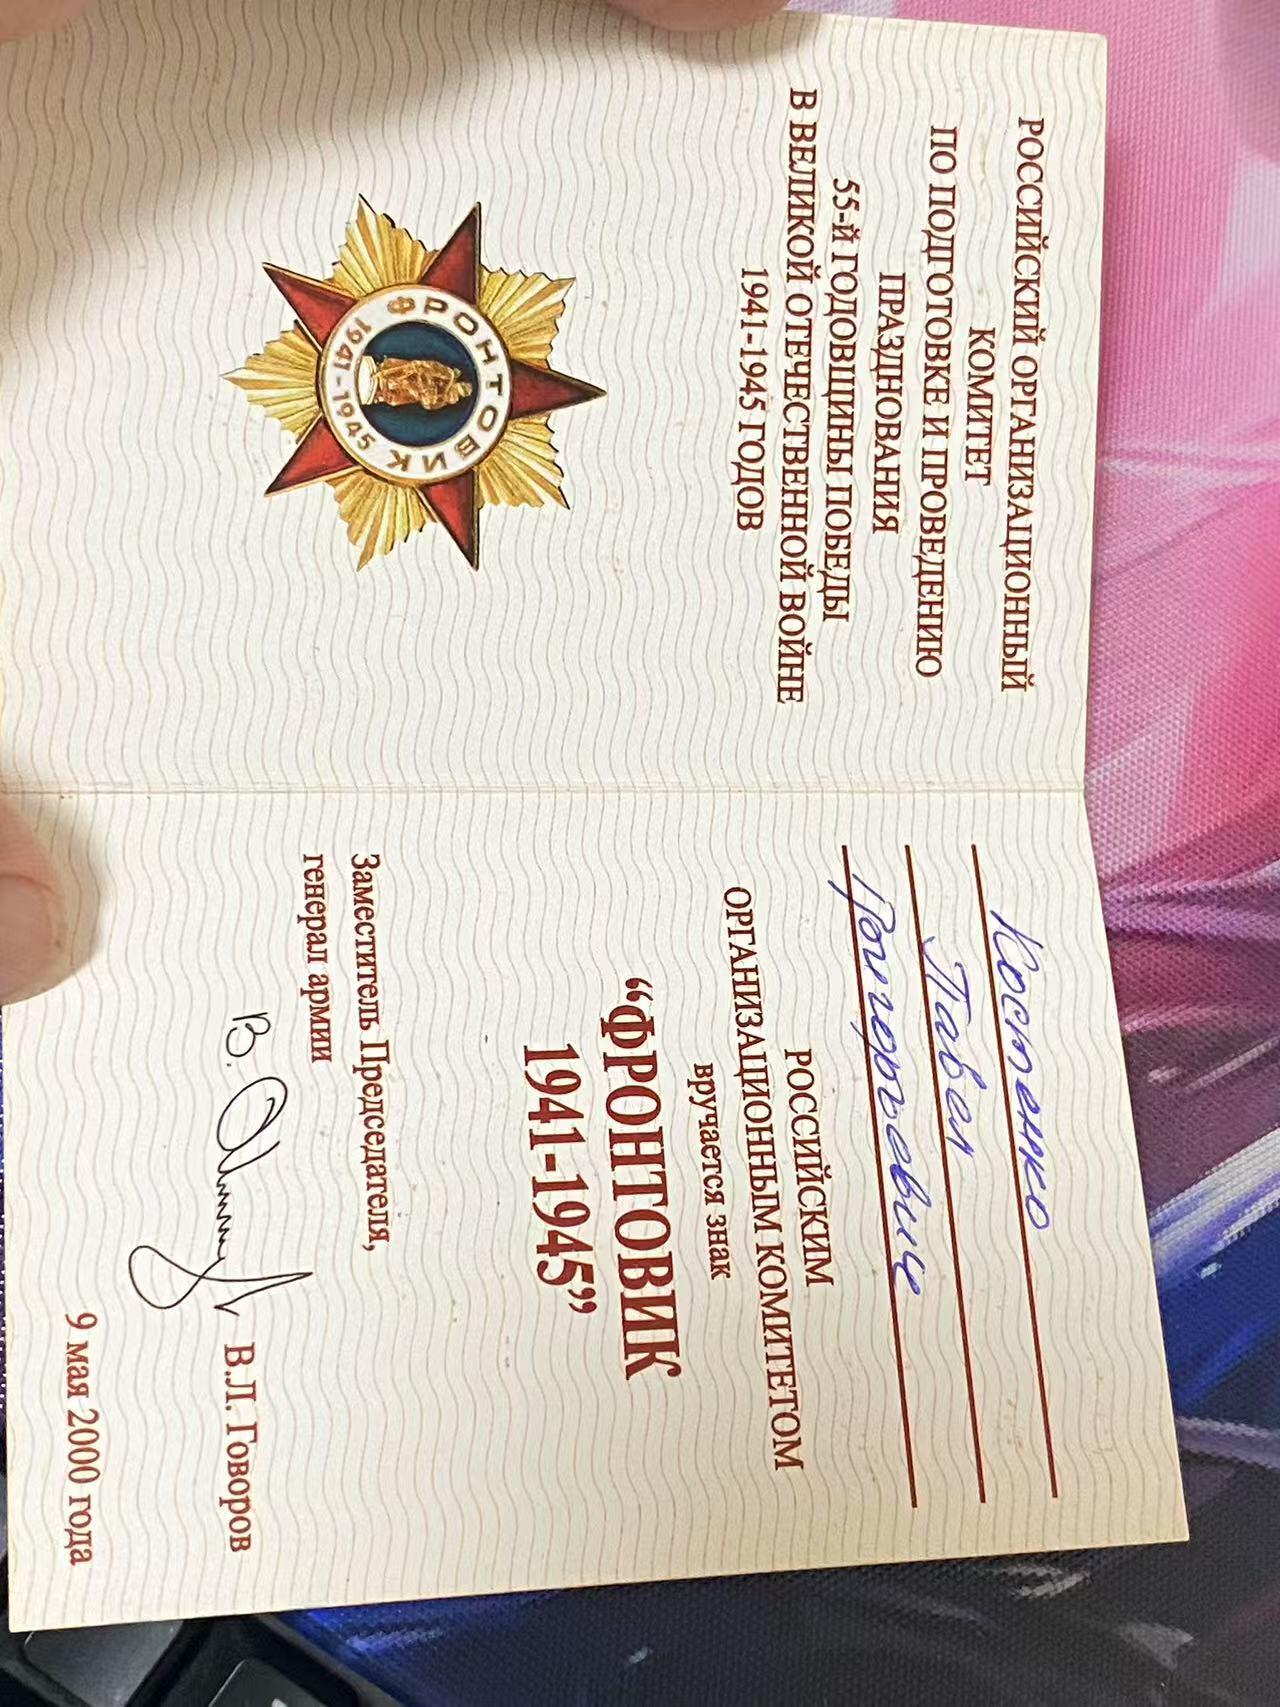 РОССИЙСКИЙ ОРГАНИЗАЦИОННЫЙ
КОМИТЕТ
ПО ПОДГОТОВКЕ И ПРОВЕДЕНИЮ
ПРАЗДНОВАНИЯ
55-й ГОДОВЩИНЫ ПОБЕДЫ
В ВЕЛИКОЙ ОТЕЧЕСТВЕННОЙ ВОЙНЕ
1941-1945 ГОДОВ
ФРОНТОВИК
1941-1945
Костенко
Павел
РОССИЙСКИМ
ОРГАНИЗАЦИОННЫМ КОМИТЕТОМ
вручается знак
“ФРОНТОВИК
1941-1945”
Заместитель Председателя,
генерал армии
В.Л. Говоров
9 мая 2000 года